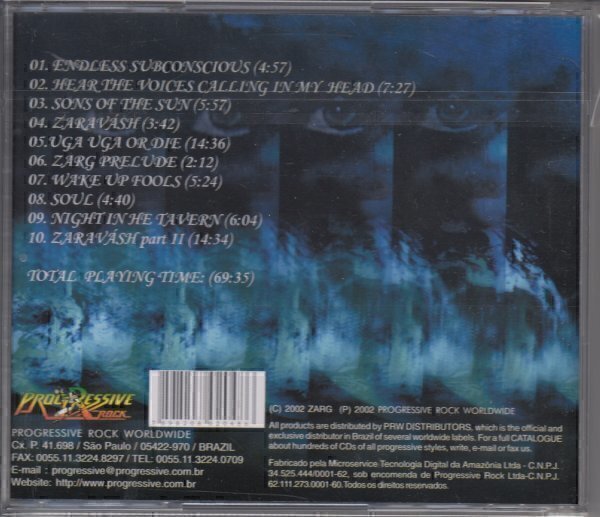 01. ENDLESS SUBCONSCIOUS (4:57)
02. HEAR THE VOICES CALLING IN MY HEAD (7:27)
03. SONS OF THE SUN (5:57)
04. ZARAVÁSH (3:42)
05. UGA UGA OR DIE (14:36)
06. ZARG PRELUDE (2:12)
07. WAKE UP FOOLS (5:24)
08. SOUL (4:40)
09. NIGHT IN HE TAVERN (6:04)
10. ZARAVÁSH part II (14:34)
TOTAL PLAYING TIME: (69:35)
PROGRESSIVE
ROCK
PROGRESSIVE ROCK WORLDWIDE
Cx. P. 41.698 / São Paulo / 05422-970 / BRAZIL
FAX: 0055.11.3224.8297 / TEL: 0055.11.3224.0709
E-mail : progressive@progressive.com.br
Website: http://www.progressive.com.br
(C) 2002 ZARG (P) 2002 PROGRESSIVE ROCK WORLDWIDE
All products are distributed by PRW DISTRIBUTORS, which is the official and
exclusive distributor in Brazil of several worldwide labels. For a full CATALOGUE
about hundreds of CDs of all progressive styles, write, e-mail or fax us.
Fabricado pela Microservice Tecnologia Digital da Amazônia Ltda - C.N.P.J.
34.525.444/0001-62, sob encomenda de Progressive Rock Ltda-C.N.P.J.
62.111.273.0001-60. Todos os direitos reservados.